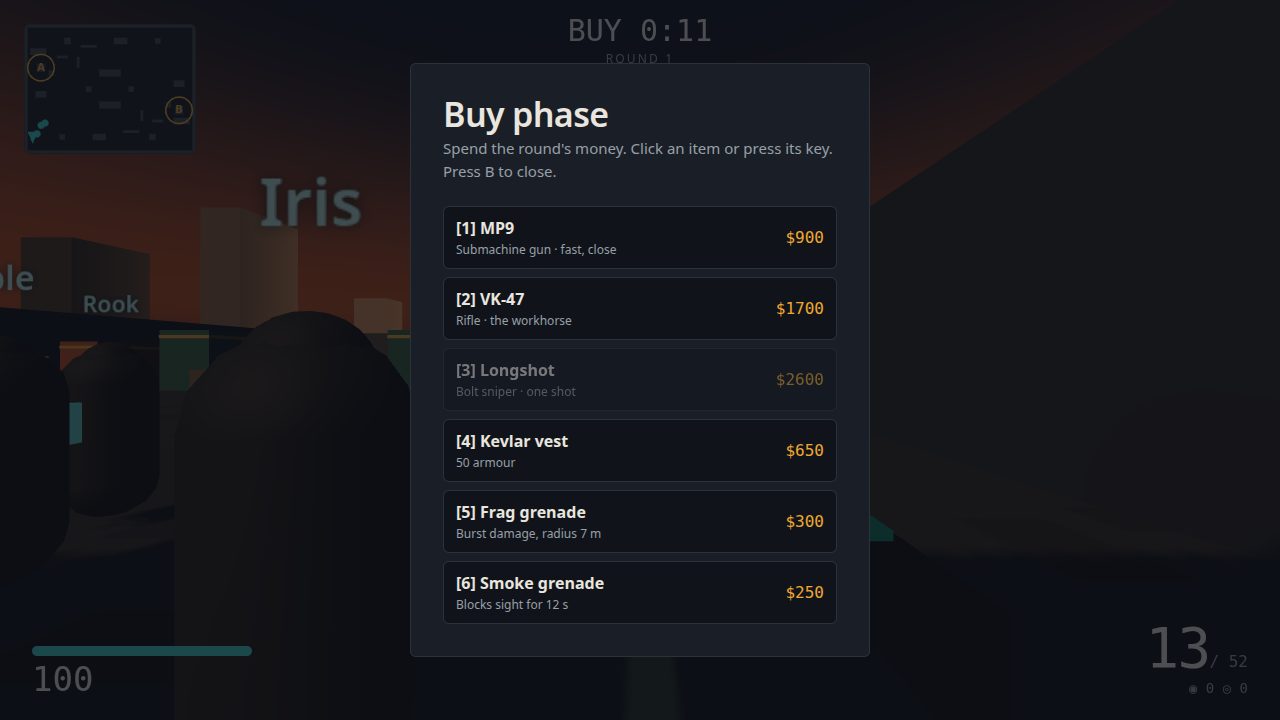 BUY 0:11
ROUND 1
A
B
Iris
ole
Rook
Buy phase
Spend the round's money. Click an item or press its key.
Press B to close.
[1] MP9
Submachine gun · fast, close
$900
[2] VK-47
Rifle · the workhorse
$1700
[3] Longshot
Bolt sniper · one shot
$2600
[4] Kevlar vest
50 armour
$650
[5] Frag grenade
Burst damage, radius 7 m
$300
[6] Smoke grenade
Blocks sight for 12 s
$250
100
13 / 52
◉ 0 ◎ 0